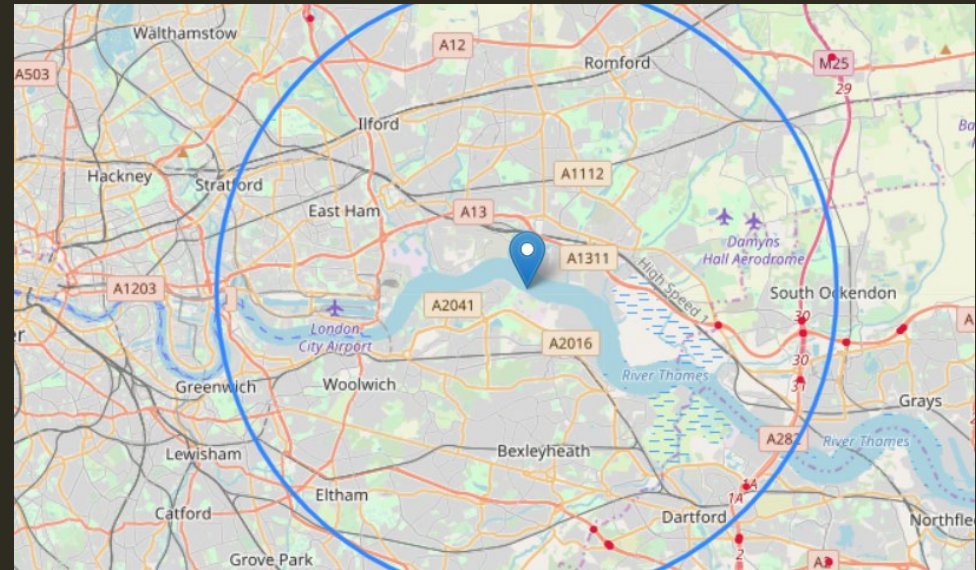 Walthamstow
A12
Romford
M25
29
A503
Ilford
Hackney
Stratford
A1112
East Ham
A13
Damyns
Hall Aerodrome
A1311
High Speed 1
A1203
A2041
South Ockendon
30
London
City Airport
A2016
30
31
River Thames
Greenwich
Woolwich
Grays
A282
River Thames
Lewisham
Bexleyheath
1A
1A
Eltham
Catford
Dartford
Northflee
2
Grove Park